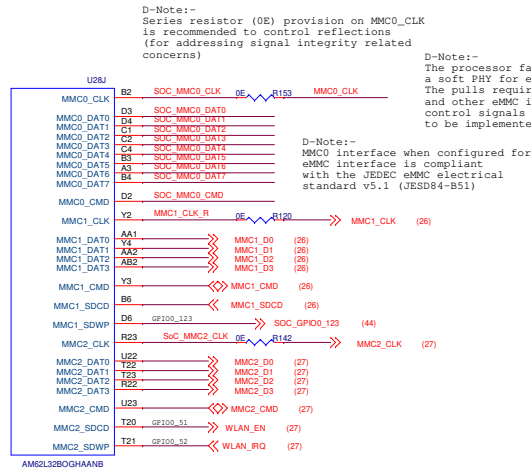 D-Note:-
Series resistor (0E) provision on MMC0_CLK
is recommended to control reflections
(for addressing signal integrity related
concerns)
D-Note:-
The processor fa
a soft PHY for e
The pulls requir
and other eMMC i
control signals
to be implemente
D-Note:-
MMC0 interface when configured for
eMMC interface is compliant
with the JEDEC eMMC electrical
standard v5.1 (JESD84-B51)
U28J
MMC0_CLK B2 SOC_MMC0_CLK 0E R153 MMC0_CLK
MMC0_DAT0 D3 SOC_MMC0_DAT0
MMC0_DAT1 D4 SOC_MMC0_DAT1
MMC0_DAT2 C1 SOC_MMC0_DAT2
MMC0_DAT3 C2 SOC_MMC0_DAT3
MMC0_DAT4 C4 SOC_MMC0_DAT4
MMC0_DAT5 B3 SOC_MMC0_DAT5
MMC0_DAT6 A3 SOC_MMC0_DAT6
MMC0_DAT7 B4 SOC_MMC0_DAT7
MMC0_CMD D2 SOC_MMC0_CMD
MMC1_CLK Y2 MMC1_CLK_R 0E R120 MMC1_CLK (26)
MMC1_DAT0 AA1 MMC1_D0 (26)
MMC1_DAT1 Y4 MMC1_D1 (26)
MMC1_DAT2 AA2 MMC1_D2 (26)
MMC1_DAT3 AB2 MMC1_D3 (26)
MMC1_CMD Y3 MMC1_CMD (26)
MMC1_SDCD B6 MMC1_SDCD (26)
MMC1_SDWP D6 GPIO0_123 SOC_GPIO0_123 (44)
MMC2_CLK R23 SoC_MMC2_CLK 0E R142 MMC2_CLK (27)
MMC2_DAT0 U22 MMC2_D0 (27)
MMC2_DAT1 T22 MMC2_D1 (27)
MMC2_DAT2 T23 MMC2_D2 (27)
MMC2_DAT3 R22 MMC2_D3 (27)
MMC2_CMD U23 MMC2_CMD (27)
MMC2_SDCD T20 GPIO0_51 WLAN_EN (27)
MMC2_SDWP T21 GPIO0_52 WLAN_IRQ (27)
AM62L32BOGHAANB